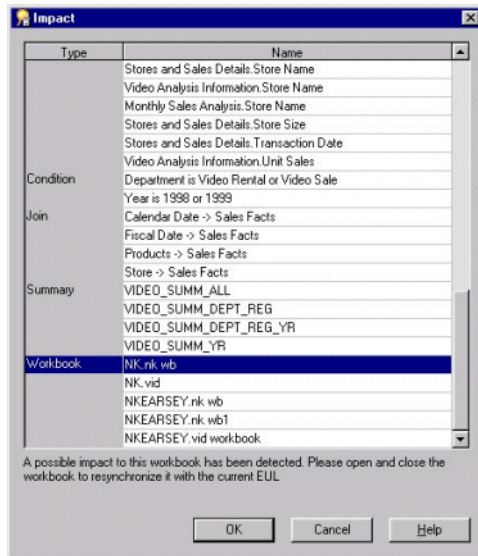 Impact
Type Name
Stores and Sales Details.Store Name
Video Analysis Information.Store Name
Monthly Sales Analysis.Store Name
Stores and Sales Details.Store Size
Stores and Sales Details.Transaction Date
Video Analysis Information.Unit Sales
Condition Department is Video Rental or Video Sale
Year is 1998 or 1999
Join Calendar Date -> Sales Facts
Fiscal Date -> Sales Facts
Products -> Sales Facts
Store -> Sales Facts
Summary VIDEO_SUMM_ALL
VIDEO_SUMM_DEPT_REG
VIDEO_SUMM_DEPT_REG_YR
VIDEO_SUMM_YR
Workbook NK.nk wb
NK.vid
NKEARSEY.nk wb
NKEARSEY.nk wb1
NKEARSEY.vid workbook
A possible impact to this workbook has been detected. Please open and close the
workbook to resynchronize it with the current EUL
OK Cancel Help